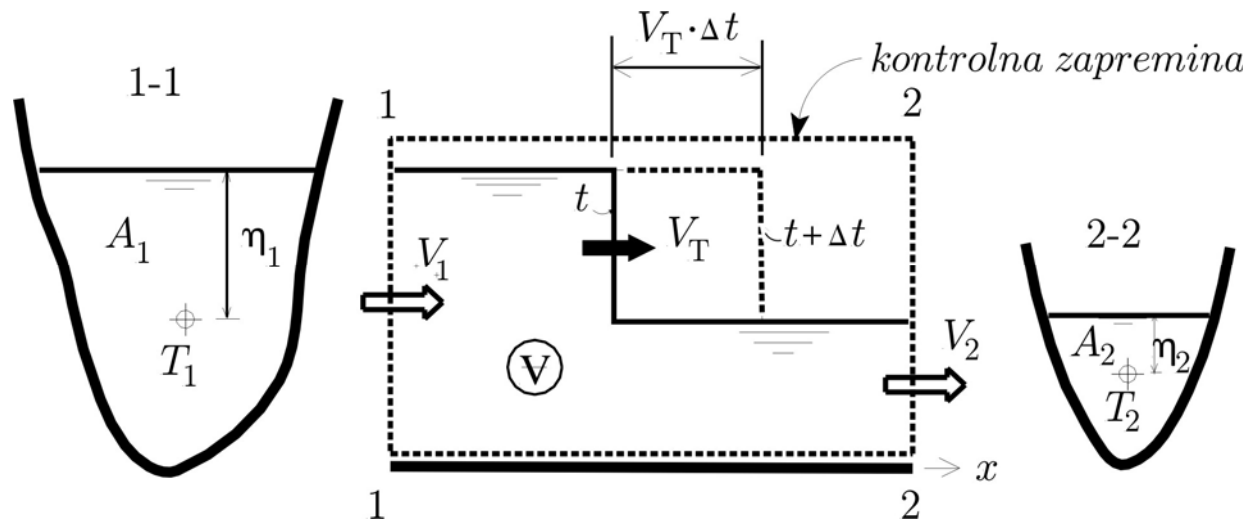 V_T · Δt
kontrolna zapremina
1-1
1
2
A_1
η_1
T_1
t
V_T
t+Δt
V_1
V
2-2
V_2
A_2
η_2
T_2
x
1
2